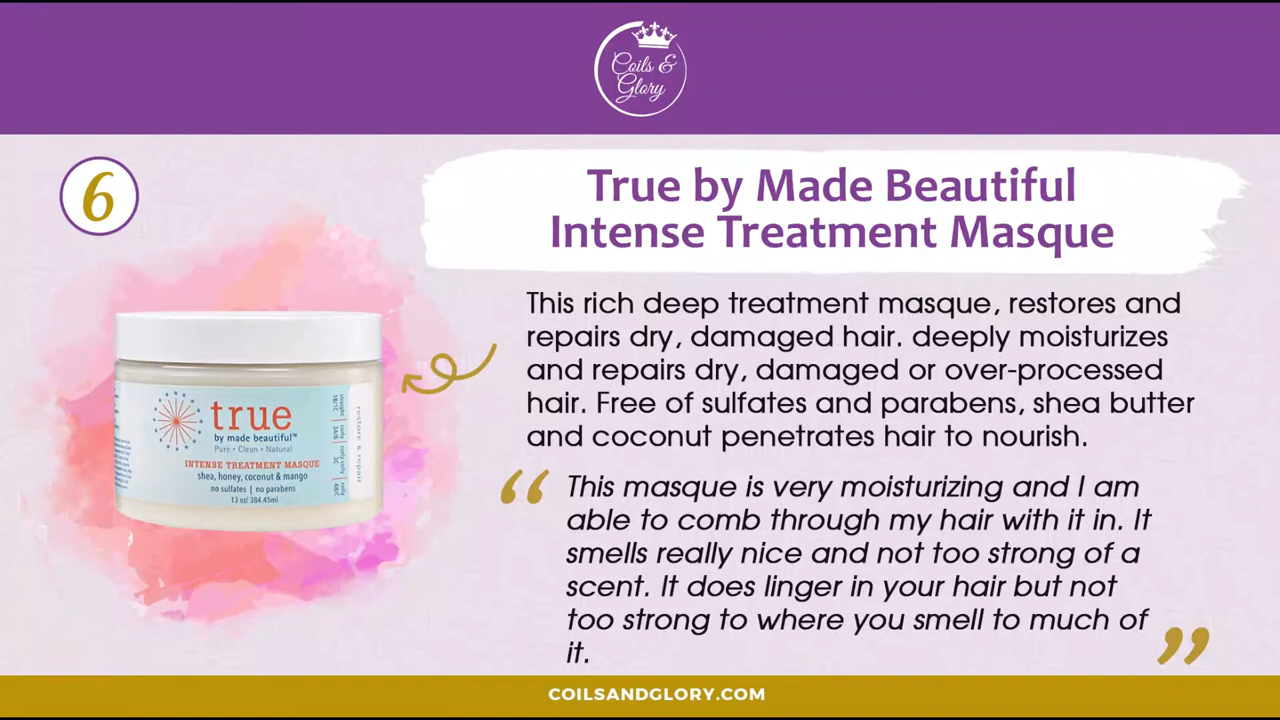 Coils &
Glory
6
True by Made Beautiful
Intense Treatment Masque
This rich deep treatment masque, restores and
repairs dry, damaged hair. deeply moisturizes
and repairs dry, damaged or over-processed
hair. Free of sulfates and parabens, shea butter
and coconut penetrates hair to nourish.
“This masque is very moisturizing and I am
able to comb through my hair with it in. It
smells really nice and not too strong of a
scent. It does linger in your hair but not
too strong to where you smell to much of
it.”
true
by made beautiful™
Pure • Clean • Natural
INTENSE TREATMENT MASQUE
shea, honey, coconut & mango
no sulfates | no parabens
13 oz/ 384.45ml
restore & repair
COILSANDGLORY.COM